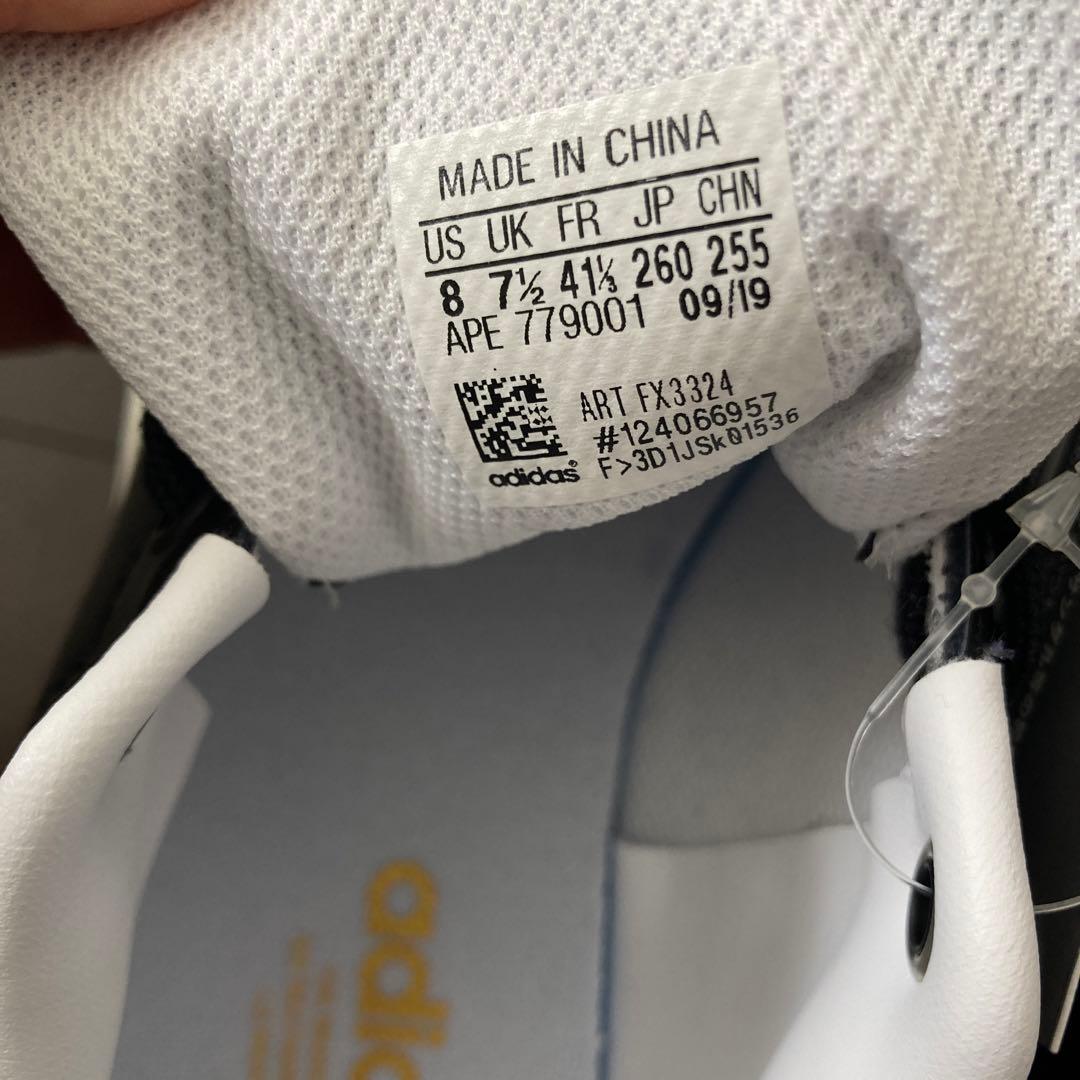 MADE IN CHINA
US UK FR JP CHN
8 7½ 41⅓ 260 255
APE 779001 09/19
ART FX3324
#124066957
F>3D1JSk01536
adidas®
adidas